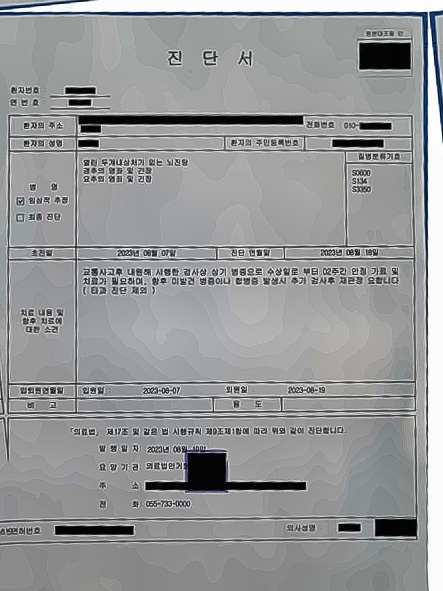 원본대조필 인
진 단 서
환자번호
연 번 호
환자의 주소 전화번호 010-
환자의 성명 환자의 주민등록번호
병 명
☑ 임상적 추정
☐ 최종 진단
열린 두개내상처가 없는 뇌진탕
경추의 염좌 및 긴장
요추의 염좌 및 긴장
질병분류기호
S0600
S134
S3350
초진일 2023년 08월 07일 진단 연월일 2023년 08월 18일
치료 내용 및
향후 치료에
대한 소견
교통사고후 내원해 시행한 검사상 상기 병증으로 수상일로 부터 02주간 안정 가료 및
치료가 필요하며, 향후 미발견 병증이나 합병증 발생시 추가 검사후 재판정 요합니다
( 타과 진단 제외 )
입퇴원연월일 입원일 : 2023-08-07 퇴원일 : 2023-08-19
비 고 용 도
「의료법」 제17조 및 같은 법 시행규칙 제9조제1항에 따라 위와 같이 진단합니다.
발 행 일 자 2023년 08월 19일
요 양 기 관 의료법인거
주 소
전 화 055-733-0000
면허번호 의사성명